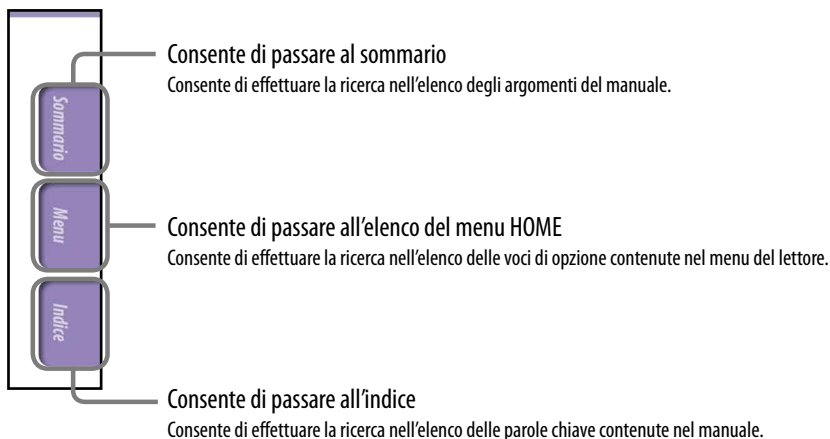 Sommario
Consente di passare al sommario
Consente di effettuare la ricerca nell’elenco degli argomenti del manuale.
Menu
Consente di passare all’elenco del menu HOME
Consente di effettuare la ricerca nell’elenco delle voci di opzione contenute nel menu del lettore.
Indice
Consente di passare all’indice
Consente di effettuare la ricerca nell’elenco delle parole chiave contenute nel manuale.